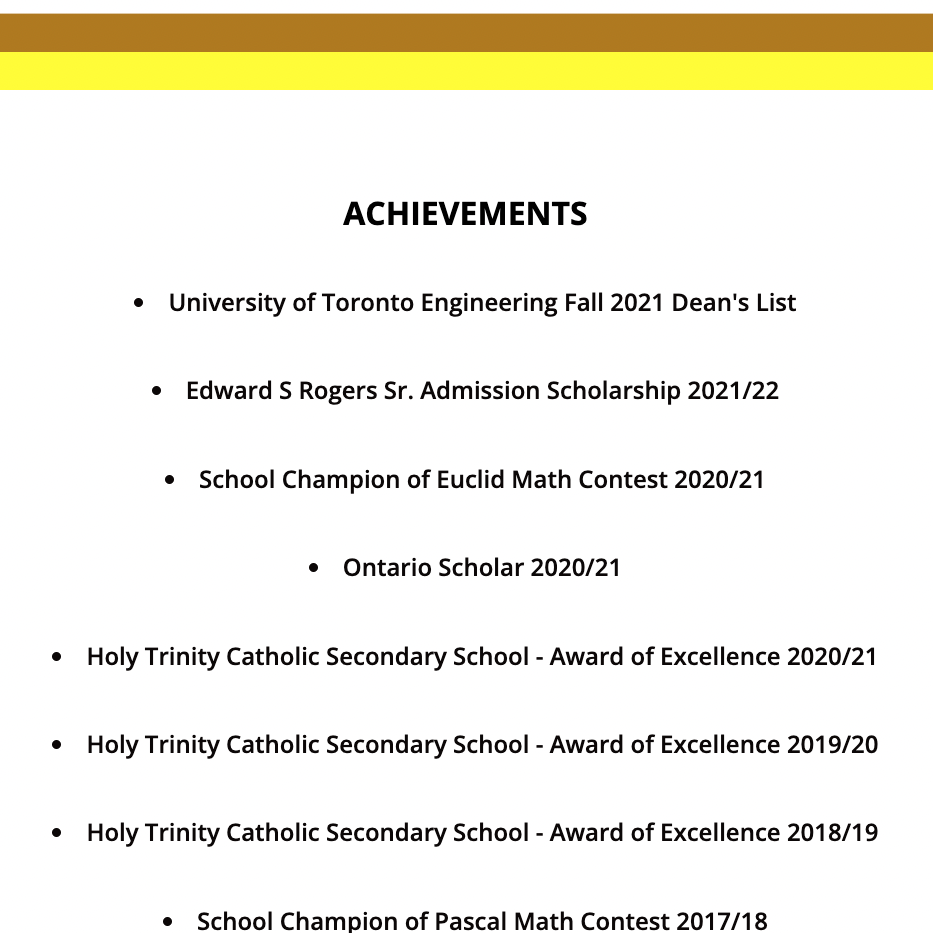 ACHIEVEMENTS
• University of Toronto Engineering Fall 2021 Dean's List
• Edward S Rogers Sr. Admission Scholarship 2021/22
• School Champion of Euclid Math Contest 2020/21
• Ontario Scholar 2020/21
• Holy Trinity Catholic Secondary School - Award of Excellence 2020/21
• Holy Trinity Catholic Secondary School - Award of Excellence 2019/20
• Holy Trinity Catholic Secondary School - Award of Excellence 2018/19
• School Champion of Pascal Math Contest 2017/18